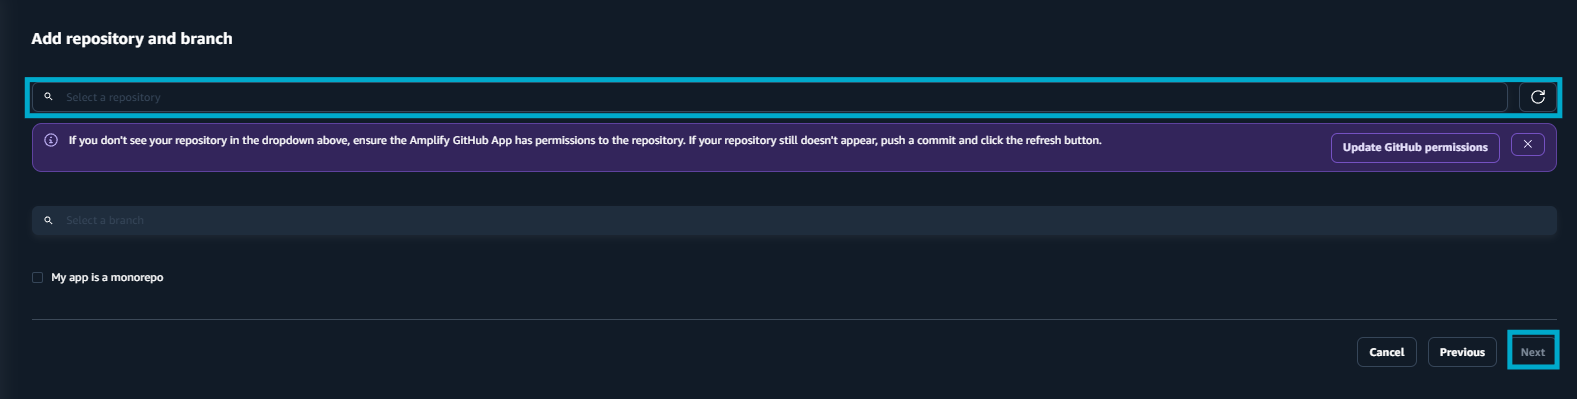 Add repository and branch
Select a repository
If you don't see your repository in the dropdown above, ensure the Amplify GitHub App has permissions to the repository. If your repository still doesn't appear, push a commit and click the refresh button.
Update GitHub permissions
Select a branch
My app is a monorepo
Cancel
Previous
Next